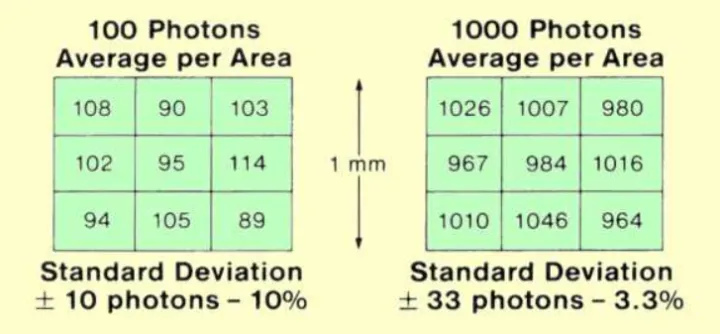 100 Photons
Average per Area
108 90 103
102 95 114
94 105 89
Standard Deviation
± 10 photons – 10%
1 mm
1000 Photons
Average per Area
1026 1007 980
967 984 1016
1010 1046 964
Standard Deviation
± 33 photons – 3.3%